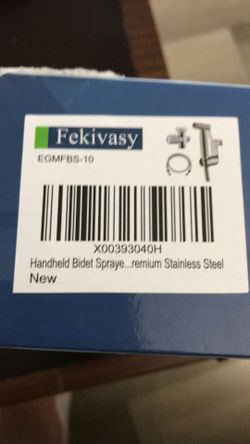 Fekivasy
EGMFBS-10
X00393040H
Handheld Bidet Spraye...remium Stainless Steel
New